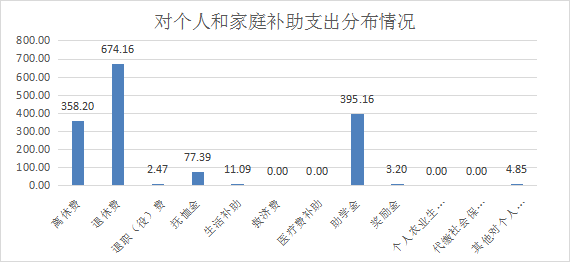 对个人和家庭补助支出分布情况
800.00
700.00
600.00
500.00
400.00
300.00
200.00
100.00
0.00
358.20
674.16
2.47
77.39
11.09
0.00
0.00
395.16
3.20
0.00
0.00
4.85
离休费
退休费
退职（役）费
抚恤金
生活补助
救济费
医疗费补助
助学金
奖励金
个人农业生...
代缴社会保...
其他对个人...